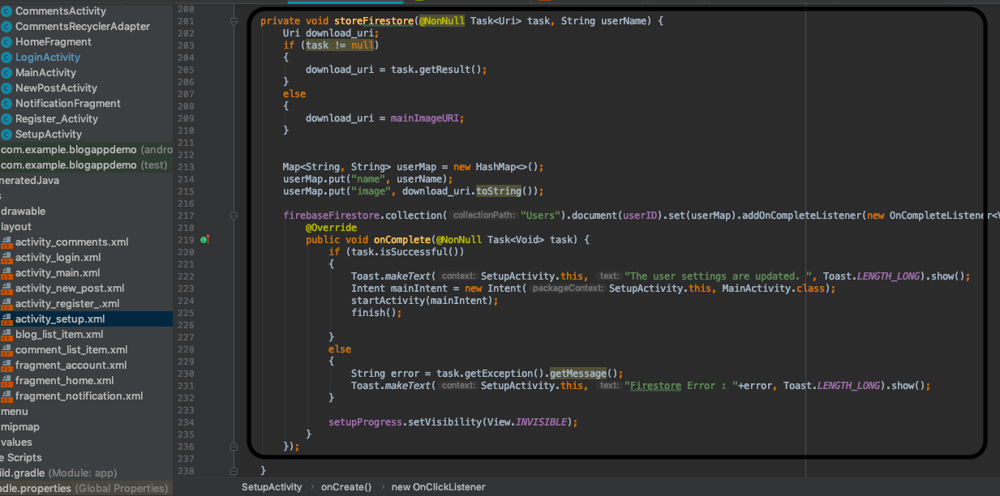 CommentsActivity
CommentsRecyclerAdapter
HomeFragment
LoginActivity
MainActivity
NewPostActivity
NotificationFragment
Register_Activity
SetupActivity
com.example.blogappdemo (andro
com.example.blogappdemo (test)
neratedJava
s
drawable
layout
activity_comments.xml
activity_login.xml
activity_main.xml
activity_new_post.xml
activity_register_.xml
activity_setup.xml
blog_list_item.xml
comment_list_item.xml
fragment_account.xml
fragment_home.xml
fragment_notification.xml
menu
mipmap
values
e Scripts
ild.gradle (Module: app)
adle.properties (Global Properties)
200
201 private void storeFirestore(@NonNull Task<Uri> task, String userName) {
202 Uri download_uri;
203 if (task != null)
204 {
205 download_uri = task.getResult();
206 }
207 else
208 {
209 download_uri = mainImageURI;
210 }
211
212
213 Map<String, String> userMap = new HashMap<>();
214 userMap.put("name", userName);
215 userMap.put("image", download_uri.toString());
216
217 firebaseFirestore.collection( collectionPath: "Users").document(userID).set(userMap).addOnCompleteListener(new OnCompleteListener<V
218 @Override
219 public void onComplete(@NonNull Task<Void> task) {
220 if (task.isSuccessful())
221 {
222 Toast.makeText( context: SetupActivity.this, text: "The user settings are updated. ", Toast.LENGTH_LONG).show();
223 Intent mainIntent = new Intent( packageContext: SetupActivity.this, MainActivity.class);
224 startActivity(mainIntent);
225 finish();
226
227 }
228 else
229 {
230 String error = task.getException().getMessage();
231 Toast.makeText( context: SetupActivity.this, text: "Firestore Error : "+error, Toast.LENGTH_LONG).show();
232 }
233
234 setupProgress.setVisibility(View.INVISIBLE);
235 }
236 });
237
238 }
SetupActivity › onCreate() › new OnClickListener